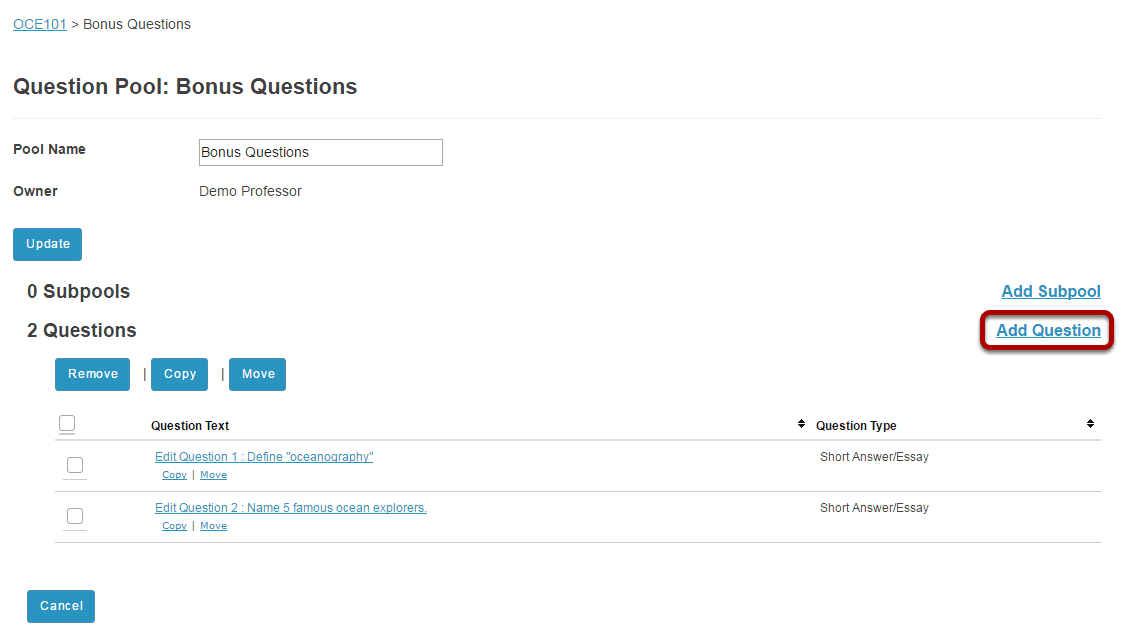 OCE101 > Bonus Questions
Question Pool: Bonus Questions
Pool Name Bonus Questions
Owner Demo Professor
Update
0 Subpools Add Subpool
2 Questions Add Question
Remove | Copy | Move
Question Text Question Type
Edit Question 1 : Define "oceanography" Short Answer/Essay
Copy | Move
Edit Question 2 : Name 5 famous ocean explorers. Short Answer/Essay
Copy | Move
Cancel